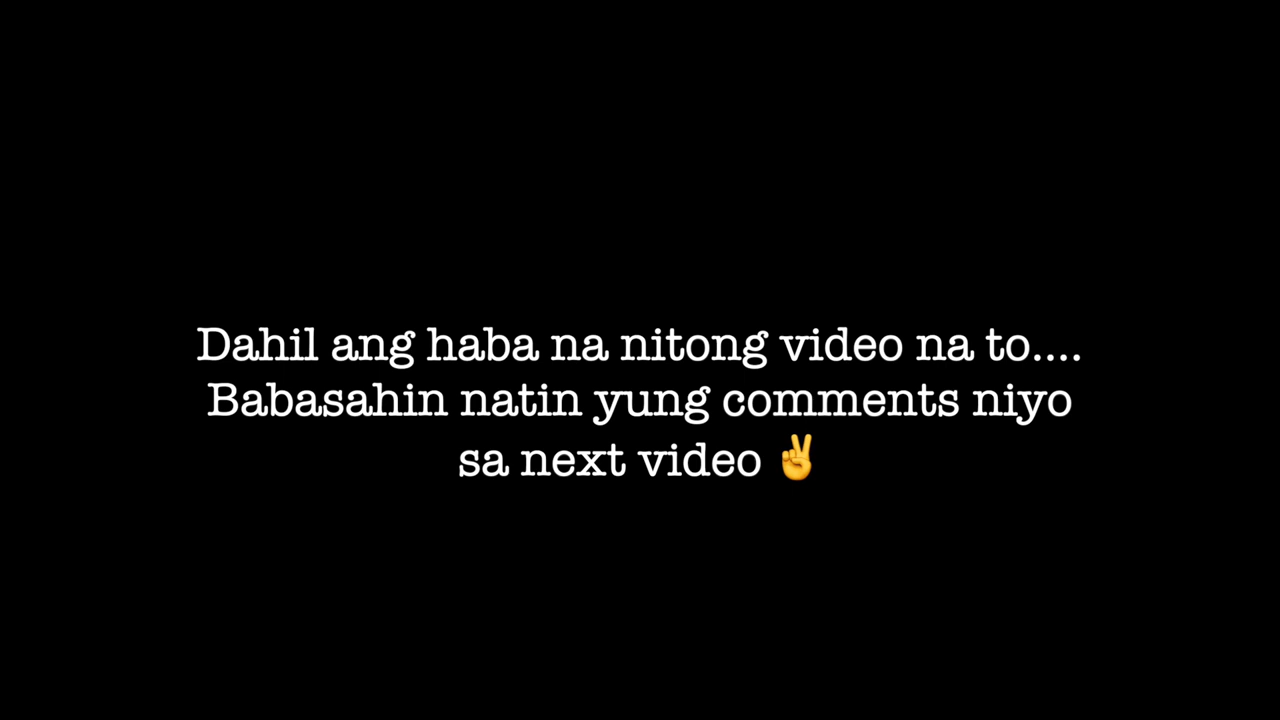 Dahil ang haba na nitong video na to....
Babasahin natin yung comments niyo
sa next video ✌️